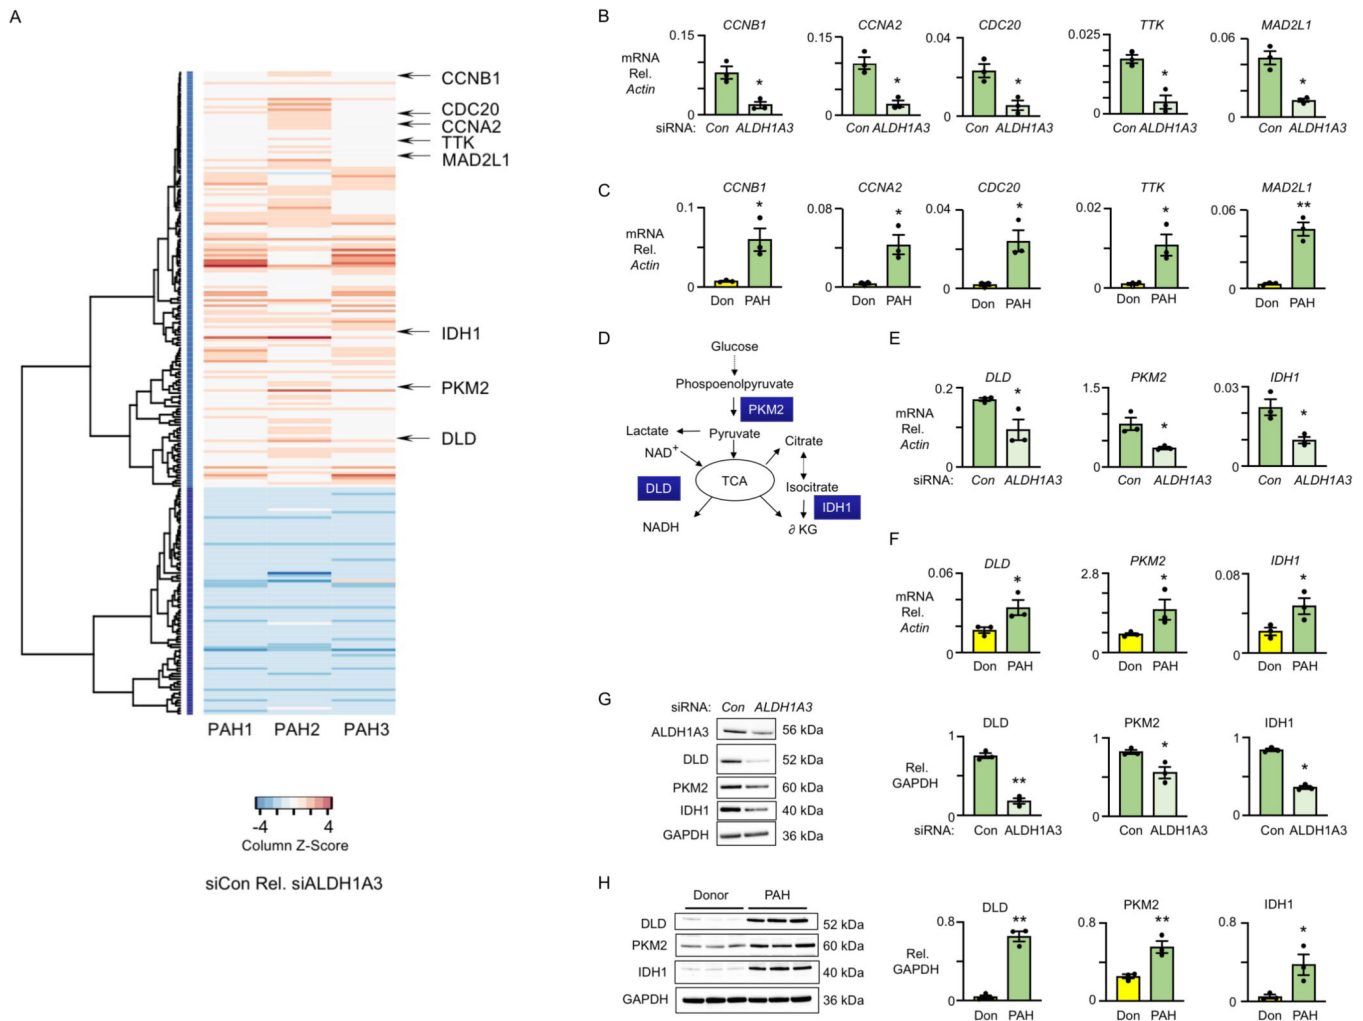 A
CCNB1
CDC20
CCNA2
TTK
MAD2L1
IDH1
PKM2
DLD
PAH1 PAH2 PAH3
-4 4
Column Z-Score
siCon Rel. siALDH1A3
B
CCNB1 CCNA2 CDC20 TTK MAD2L1
mRNA
Rel.
Actin
0.15 0.15 0.04 0.025 0.06
* * * * *
0 0 0 0 0
siRNA: Con ALDH1A3 Con ALDH1A3 Con ALDH1A3 Con ALDH1A3 Con ALDH1A3
C
CCNB1 CCNA2 CDC20 TTK MAD2L1
mRNA
Rel.
Actin
0.1 0.08 0.04 0.02 0.06
* * * * **
0 0 0 0 0
Don PAH Don PAH Don PAH Don PAH Don PAH
D
Glucose
Phospoenolpyruvate
PKM2
Lactate Pyruvate Citrate
NAD+
TCA
DLD
Isocitrate
IDH1
NADH
∂ KG
E
DLD PKM2 IDH1
mRNA
Rel.
Actin
0.2 1.5 0.03
* * *
0 0 0
siRNA: Con ALDH1A3 Con ALDH1A3 Con ALDH1A3
F
DLD PKM2 IDH1
mRNA
Rel.
Actin
0.06 2.8 0.08
* * *
0 0 0
Don PAH Don PAH Don PAH
G
siRNA: Con ALDH1A3
ALDH1A3 56 kDa
DLD 52 kDa
PKM2 60 kDa
IDH1 40 kDa
GAPDH 36 kDa
DLD PKM2 IDH1
Rel.
GAPDH
1 1 1
** * *
0 0 0
siRNA: Con ALDH1A3 Con ALDH1A3 Con ALDH1A3
H
Donor PAH
DLD 52 kDa
PKM2 60 kDa
IDH1 40 kDa
GAPDH 36 kDa
DLD PKM2 IDH1
Rel.
GAPDH
0.8 0.8 0.8
** ** *
0 0 0
Don PAH Don PAH Don PAH